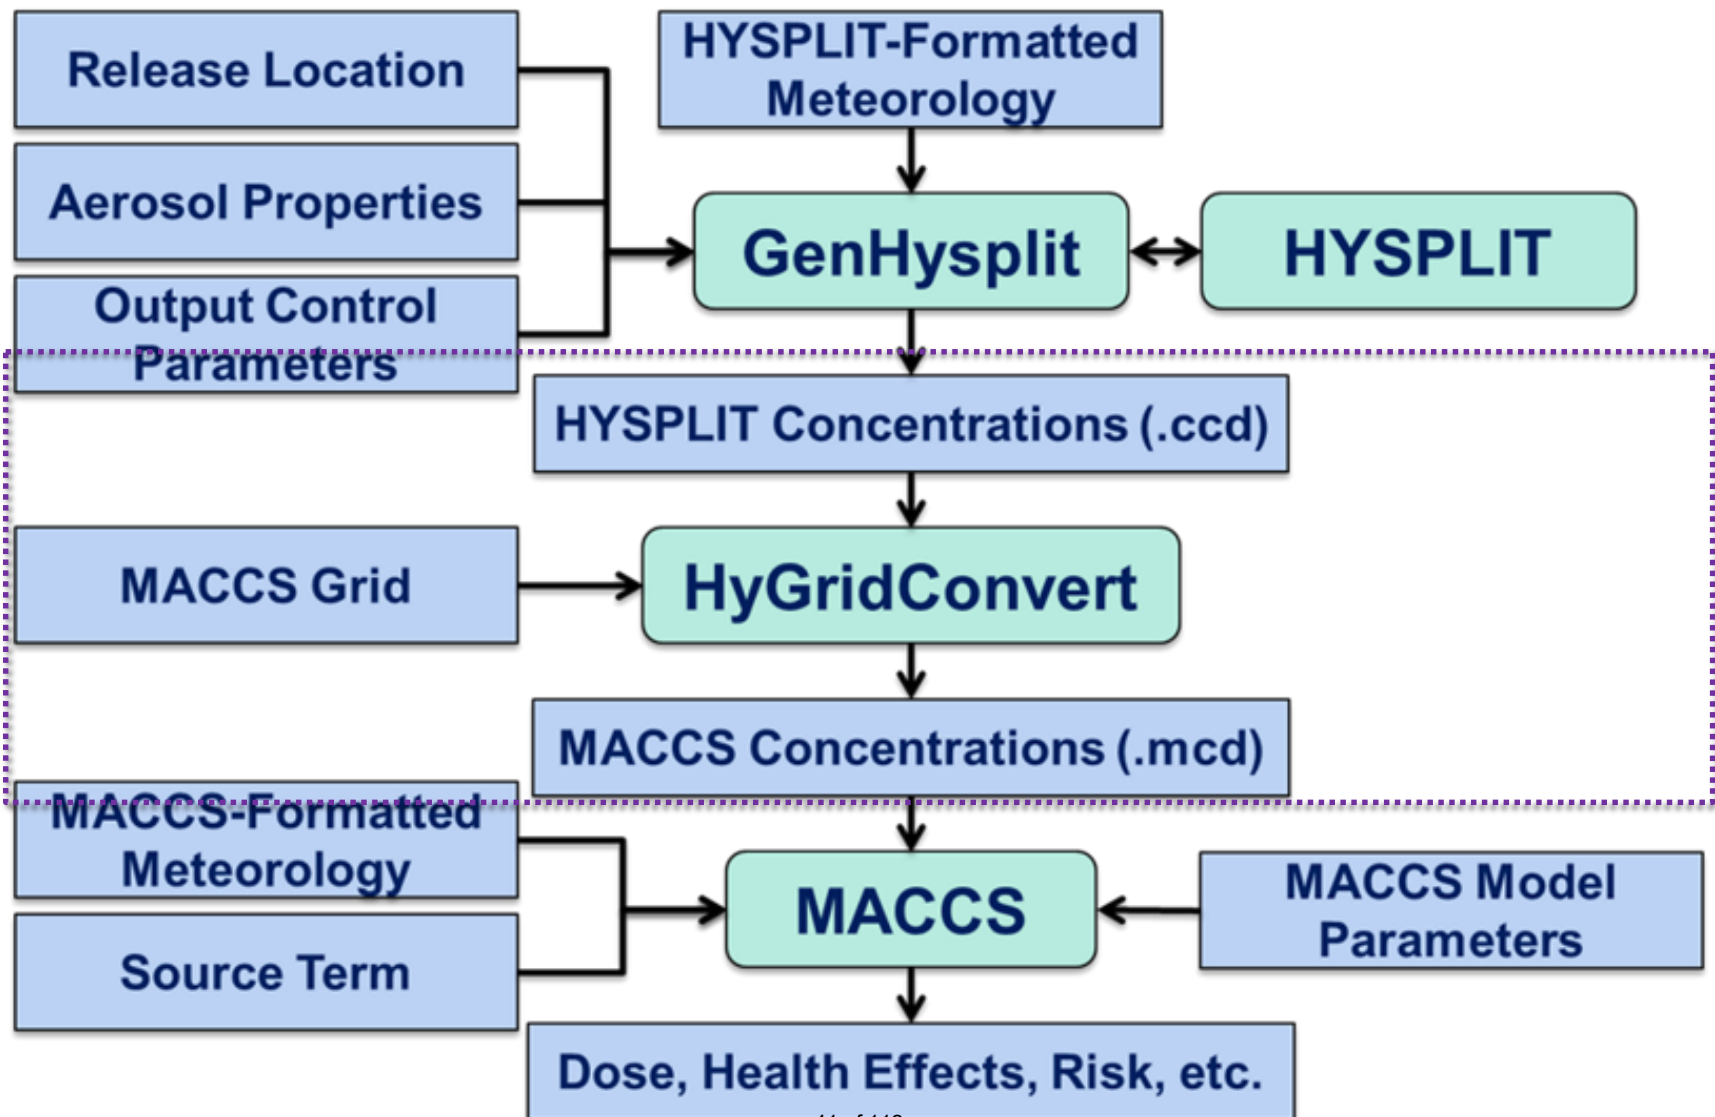 Release Location
HYSPLIT-Formatted
Meteorology
Aerosol Properties
GenHysplit
HYSPLIT
Output Control
Parameters
HYSPLIT Concentrations (.ccd)
MACCS Grid
HyGridConvert
MACCS Concentrations (.mcd)
MACCS-Formatted
Meteorology
MACCS
MACCS Model
Parameters
Source Term
Dose, Health Effects, Risk, etc.